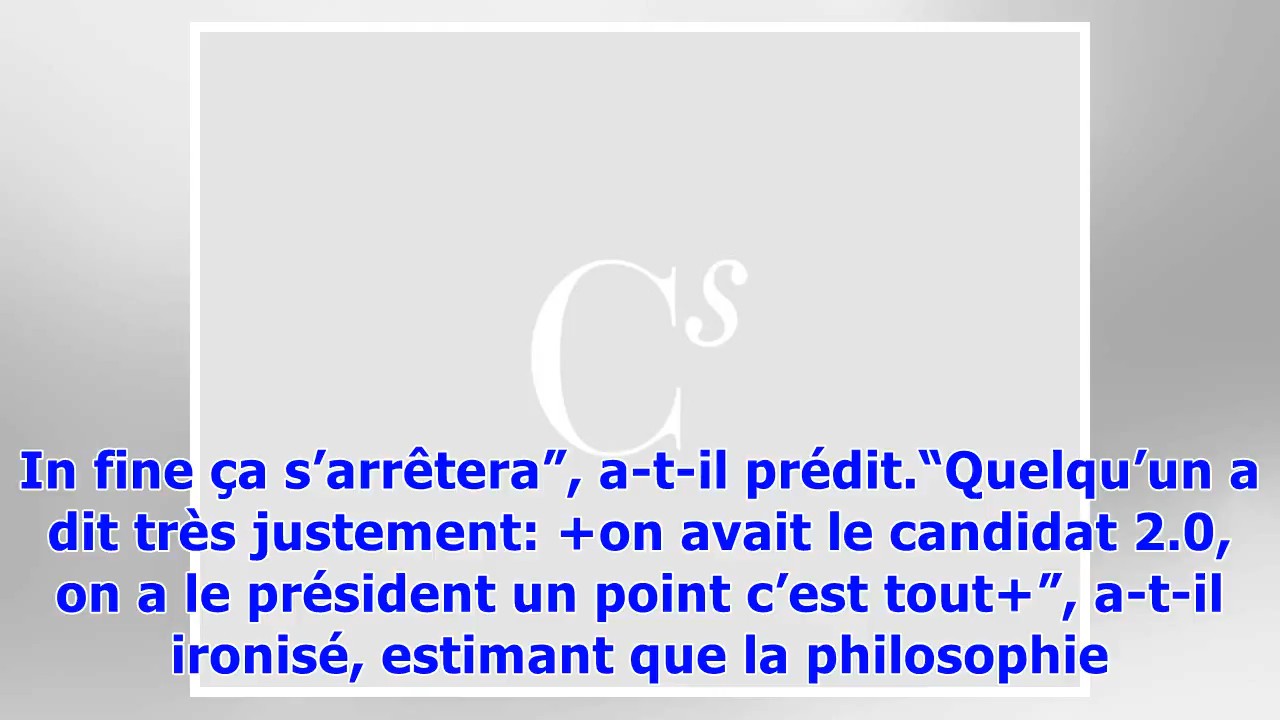 Cs
In fine ça s’arrêtera”, a-t-il prédit.“Quelqu’un a
dit très justement: +on avait le candidat 2.0,
on a le président un point c’est tout+”, a-t-il
ironisé, estimant que la philosophie